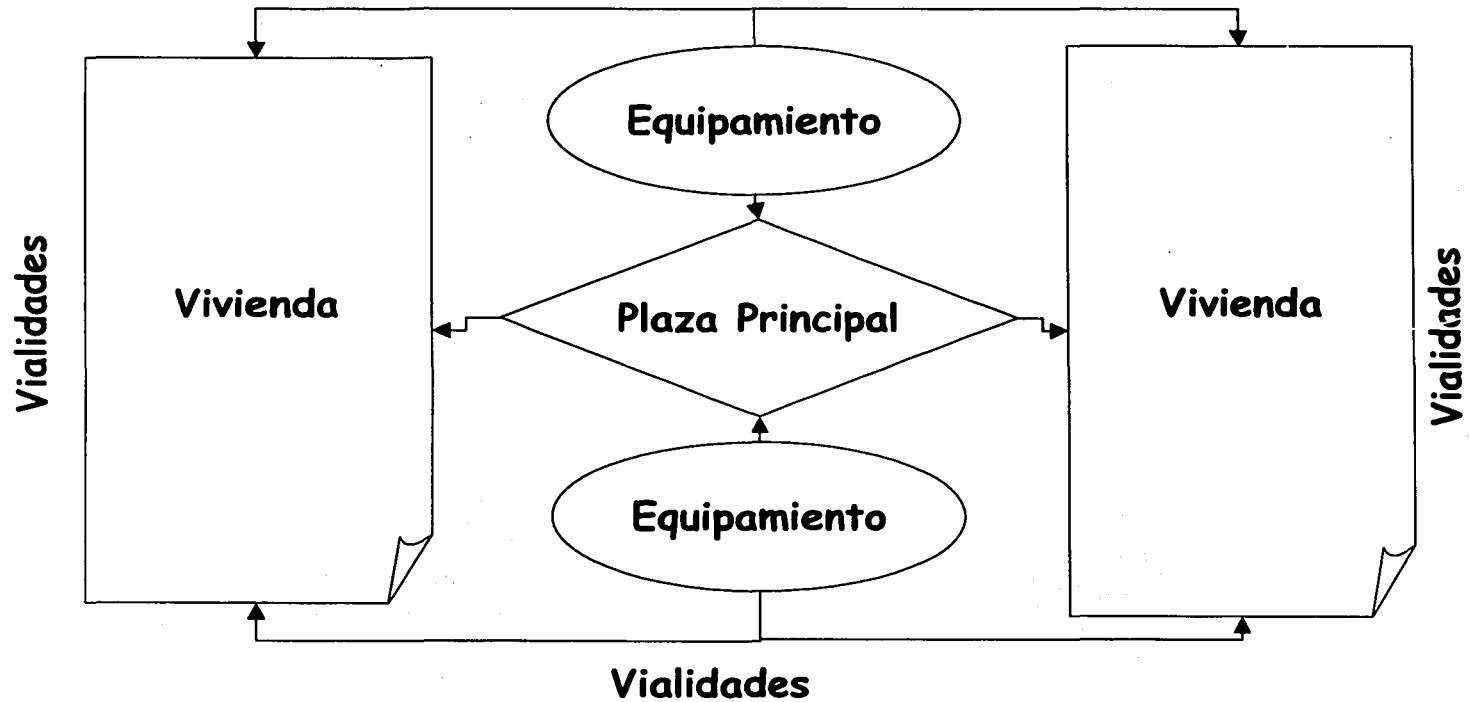 Equipamiento
Vialidades
Vivienda
Plaza Principal
Vivienda
Vialidades
Equipamiento
Vialidades